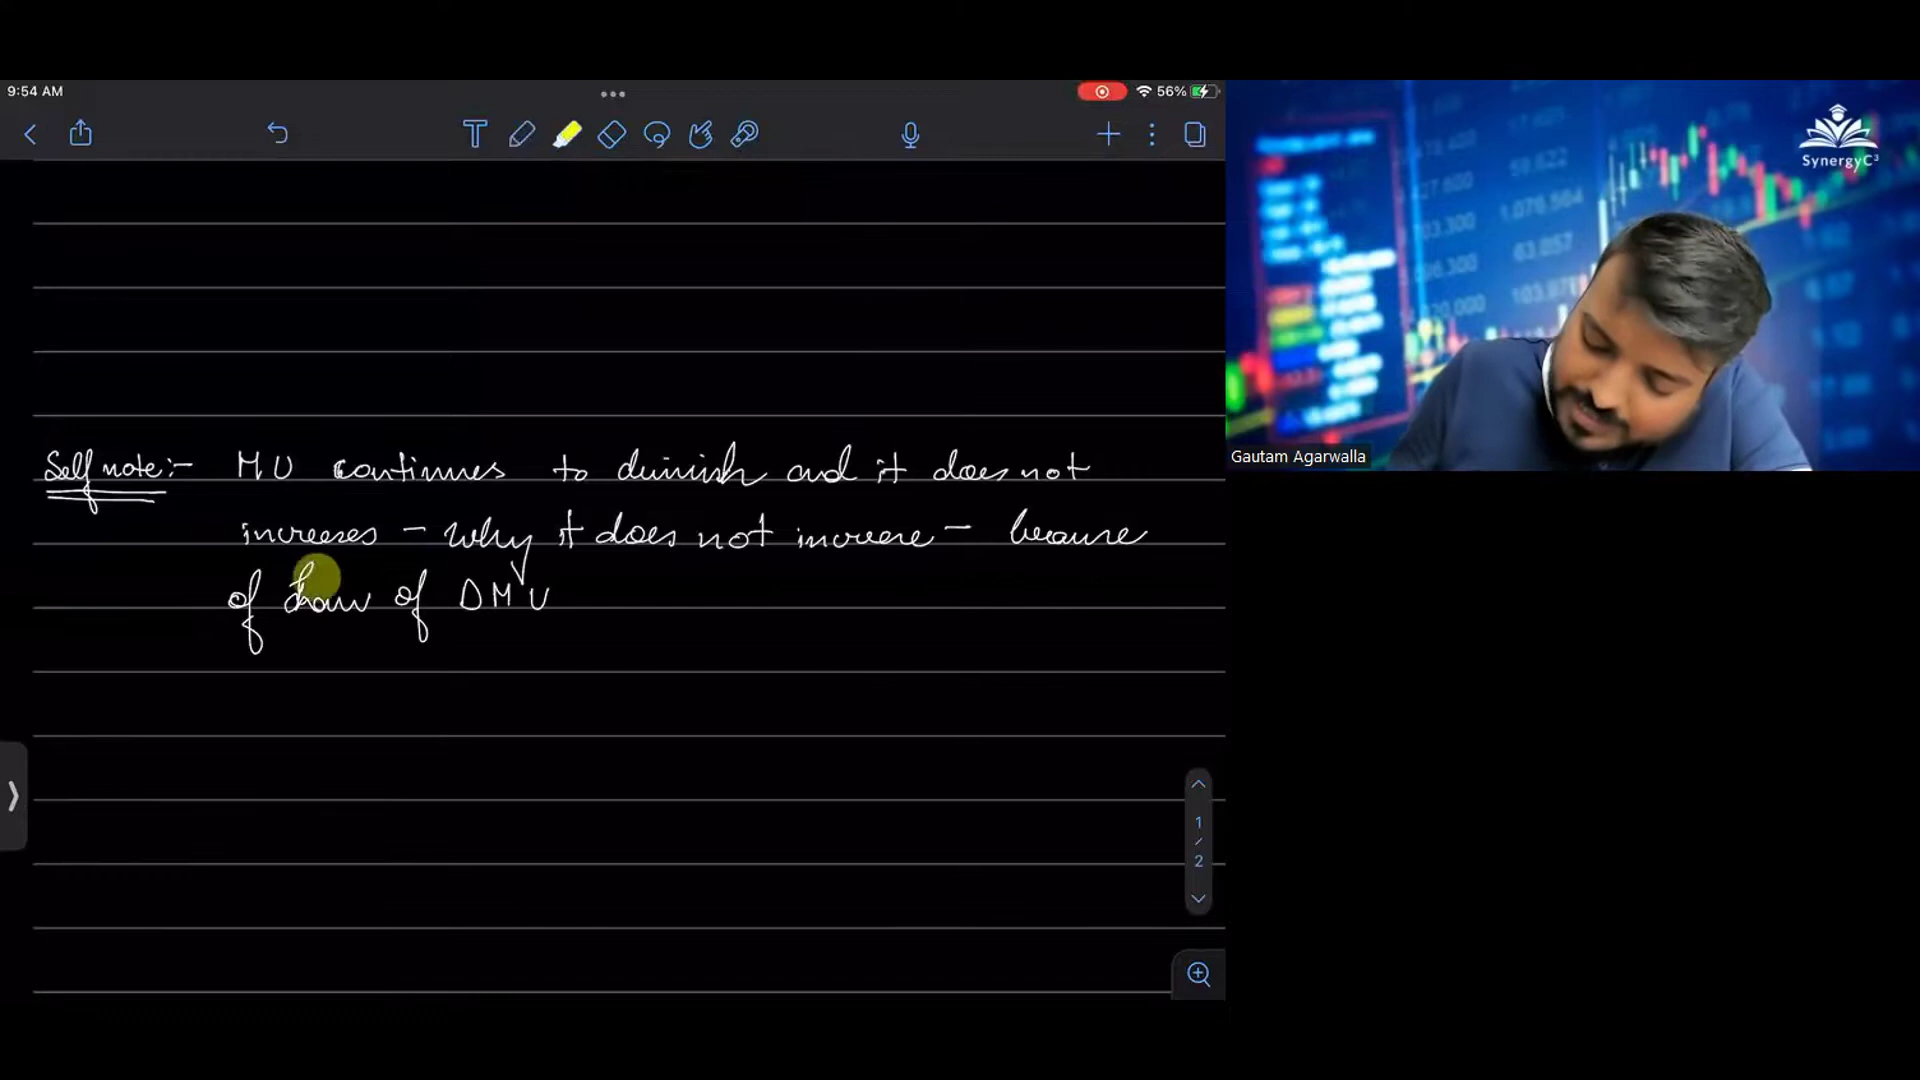 9:54 AM
56%
SynergyC³
Self note:- MU continues to diminish and it does not
increases - why it does not increase - because
of Law of DMU
Gautam Agarwalla
1
/
2